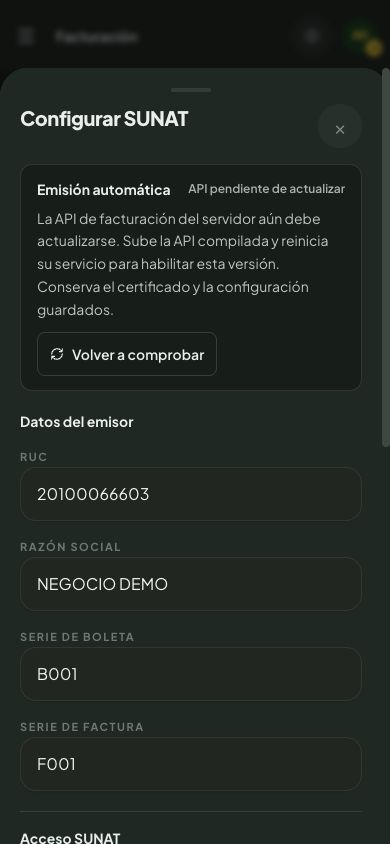 Facturación
Configurar SUNAT
×
Emisión automática API pendiente de actualizar
La API de facturación del servidor aún debe
actualizarse. Sube la API compilada y reinicia
su servicio para habilitar esta versión.
Conserva el certificado y la configuración
guardados.
Volver a comprobar
Datos del emisor
RUC
20100066603
RAZÓN SOCIAL
NEGOCIO DEMO
SERIE DE BOLETA
B001
SERIE DE FACTURA
F001
Acceso SUNAT